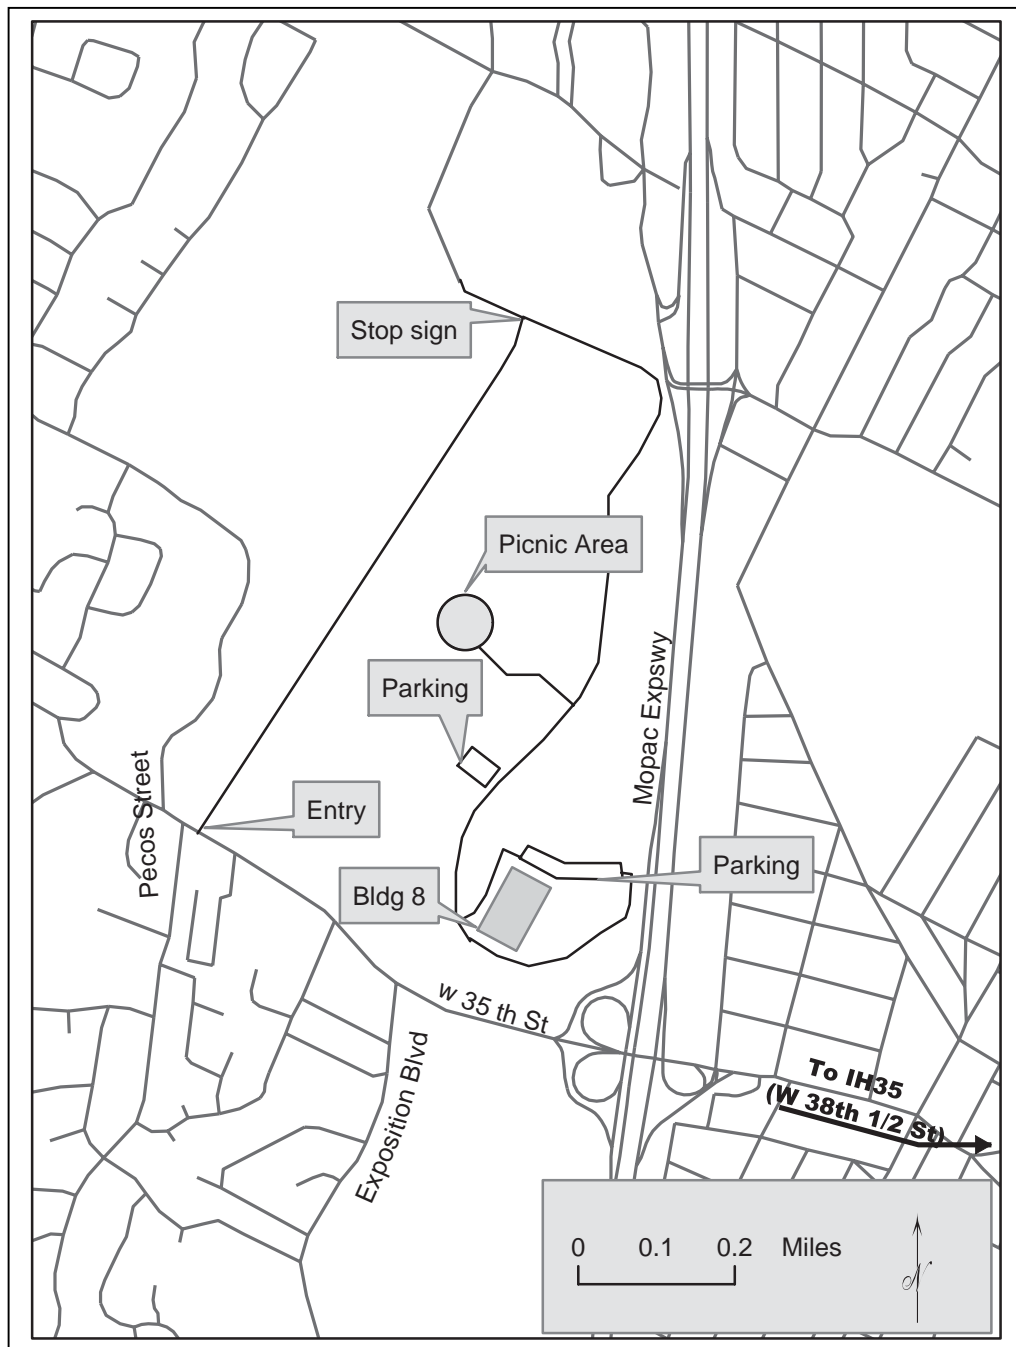 Stop sign
Picnic Area
Parking
Mopac Expswy
Pecos Street
Entry
Parking
Bldg 8
w 35 th St
Exposition Blvd
To IH35
(W 38th 1/2 St)
0 0.1 0.2 Miles
N